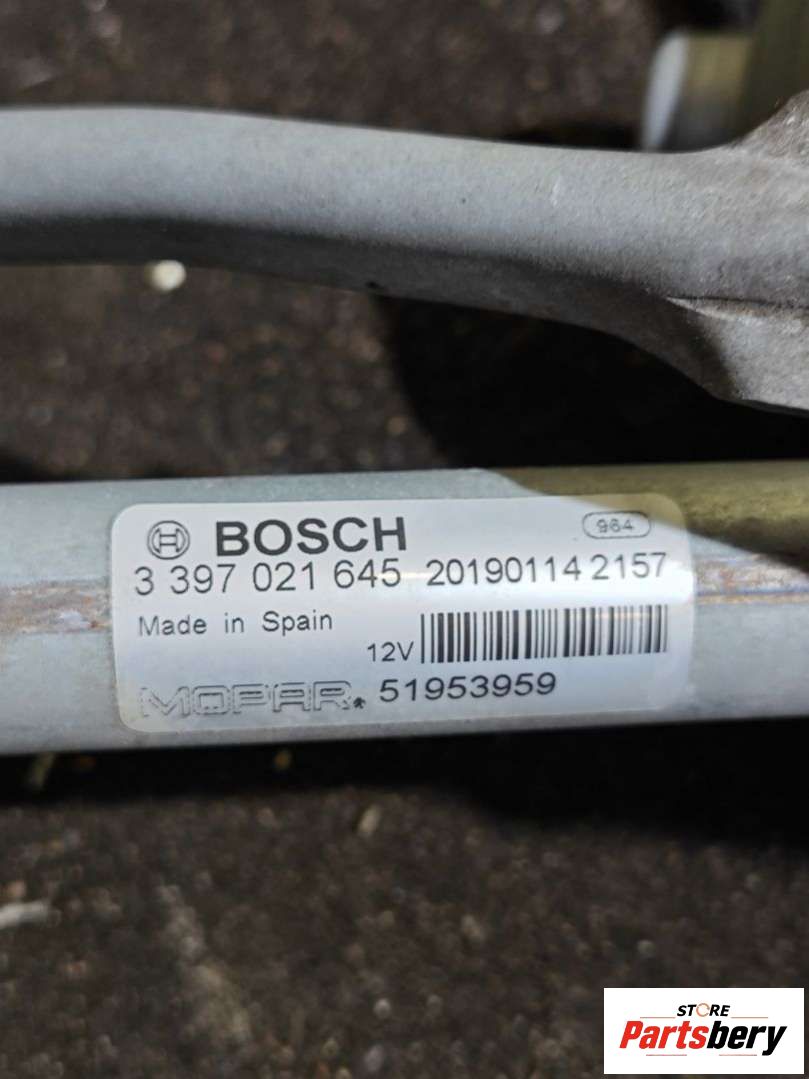 BOSCH 964
3 397 021 645 20190114 2157
Made in Spain
12V
MOPAR. 51953959
STORE
Partsbery